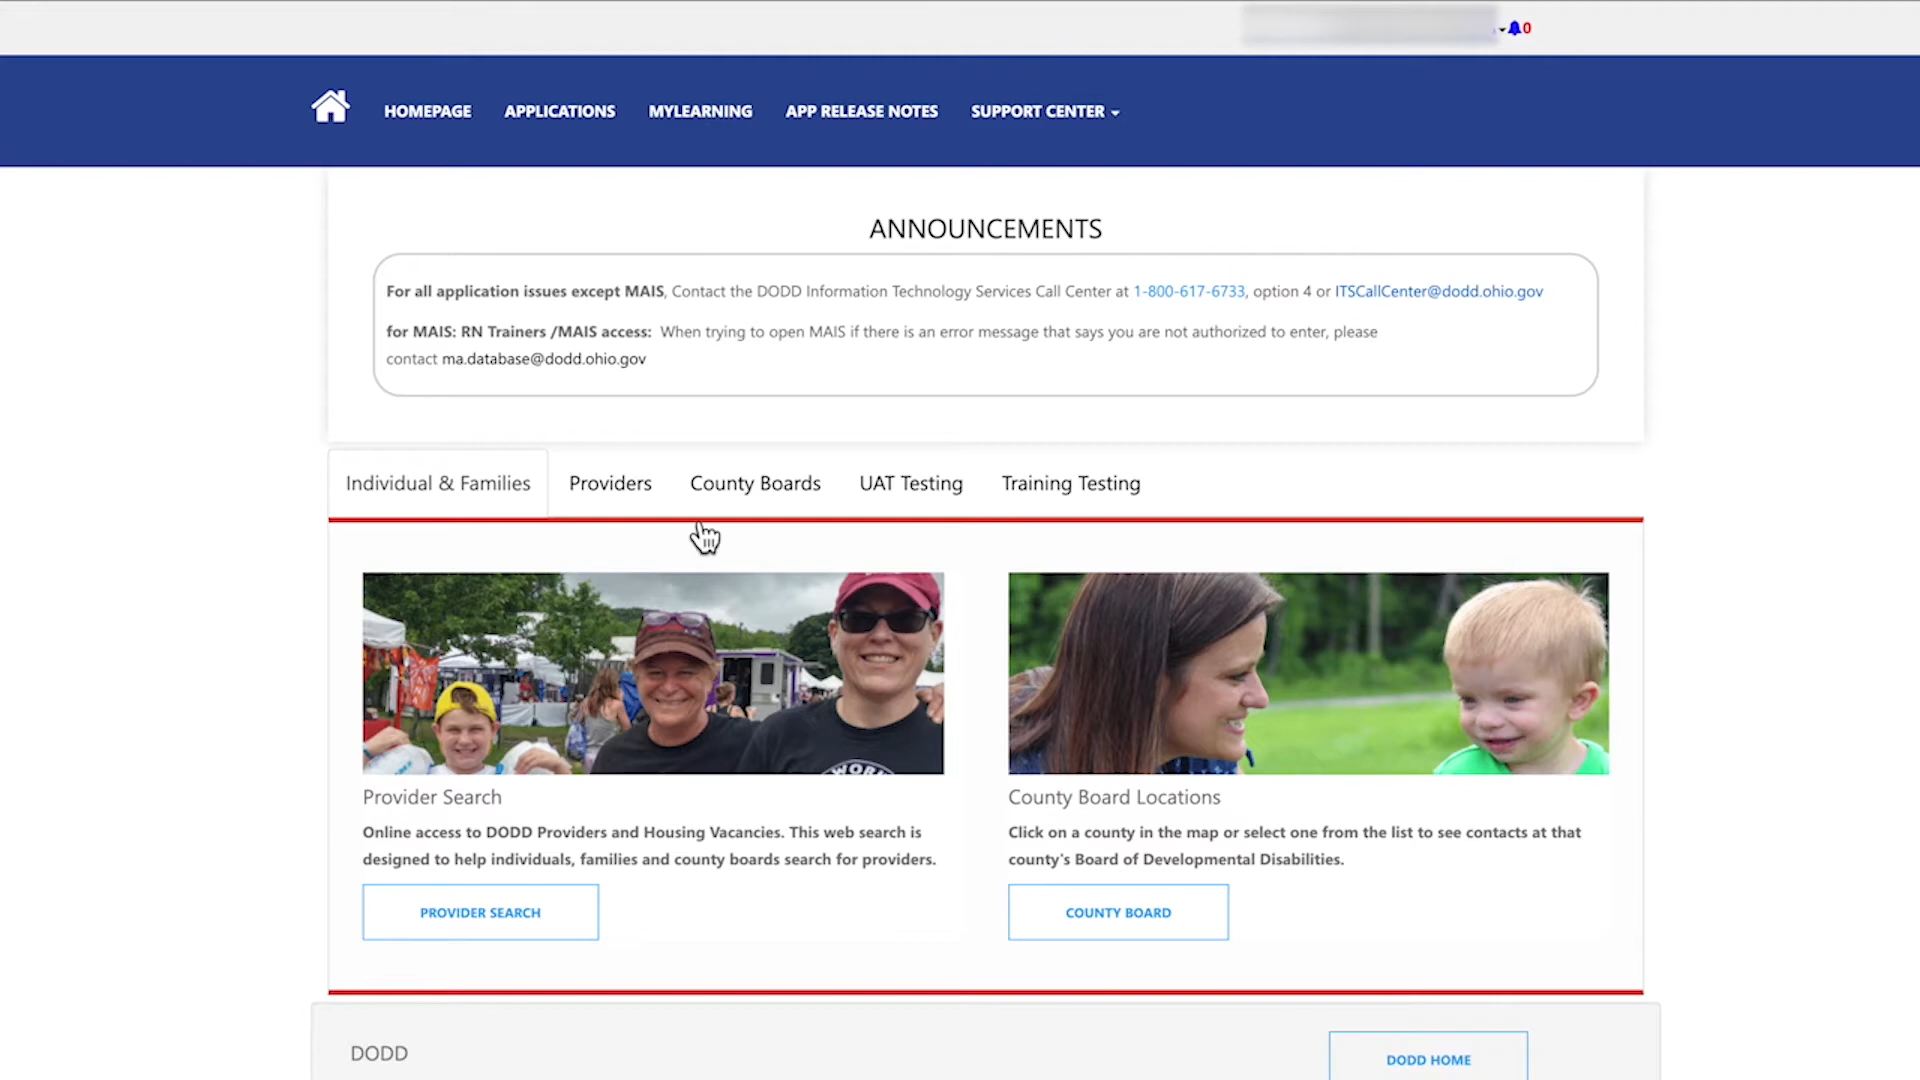 0
HOMEPAGE APPLICATIONS MYLEARNING APP RELEASE NOTES SUPPORT CENTER
ANNOUNCEMENTS
For all application issues except MAIS, Contact the DODD Information Technology Services Call Center at 1-800-617-6733, option 4 or ITSCallCenter@dodd.ohio.gov
for MAIS: RN Trainers /MAIS access: When trying to open MAIS if there is an error message that says you are not authorized to enter, please
contact ma.database@dodd.ohio.gov
Individual & Families Providers County Boards UAT Testing Training Testing
WORK
Provider Search
Online access to DODD Providers and Housing Vacancies. This web search is
designed to help individuals, families and county boards search for providers.
PROVIDER SEARCH
County Board Locations
Click on a county in the map or select one from the list to see contacts at that
county's Board of Developmental Disabilities.
COUNTY BOARD
DODD
DODD HOME